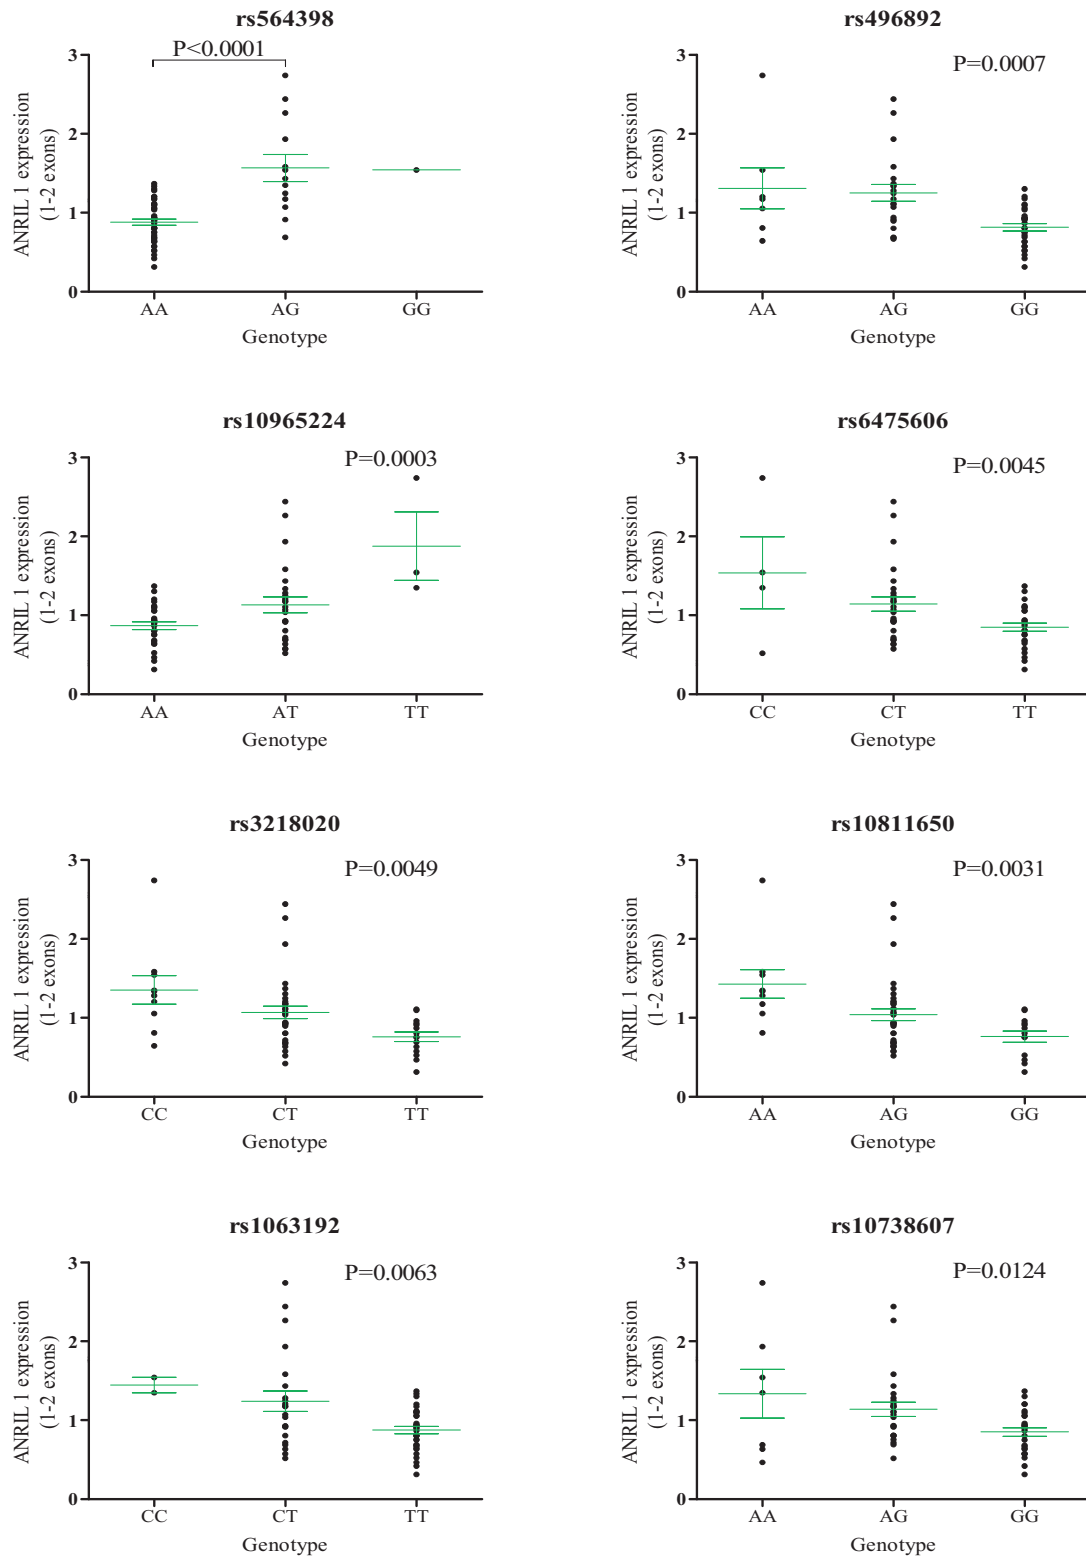 rs564398
P<0.0001
3
2
1
0
ANRIL 1 expression
(1-2 exons)
AA AG GG
Genotype
rs496892
P=0.0007
3
2
1
0
ANRIL 1 expression
(1-2 exons)
AA AG GG
Genotype
rs10965224
P=0.0003
3
2
1
0
ANRIL 1 expression
(1-2 exons)
AA AT TT
Genotype
rs6475606
P=0.0045
3
2
1
0
ANRIL 1 expression
(1-2 exons)
CC CT TT
Genotype
rs3218020
P=0.0049
3
2
1
0
ANRIL 1 expression
(1-2 exons)
CC CT TT
Genotype
rs10811650
P=0.0031
3
2
1
0
ANRIL 1 expression
(1-2 exons)
AA AG GG
Genotype
rs1063192
P=0.0063
3
2
1
0
ANRIL 1 expression
(1-2 exons)
CC CT TT
Genotype
rs10738607
P=0.0124
3
2
1
0
ANRIL 1 expression
(1-2 exons)
AA AG GG
Genotype